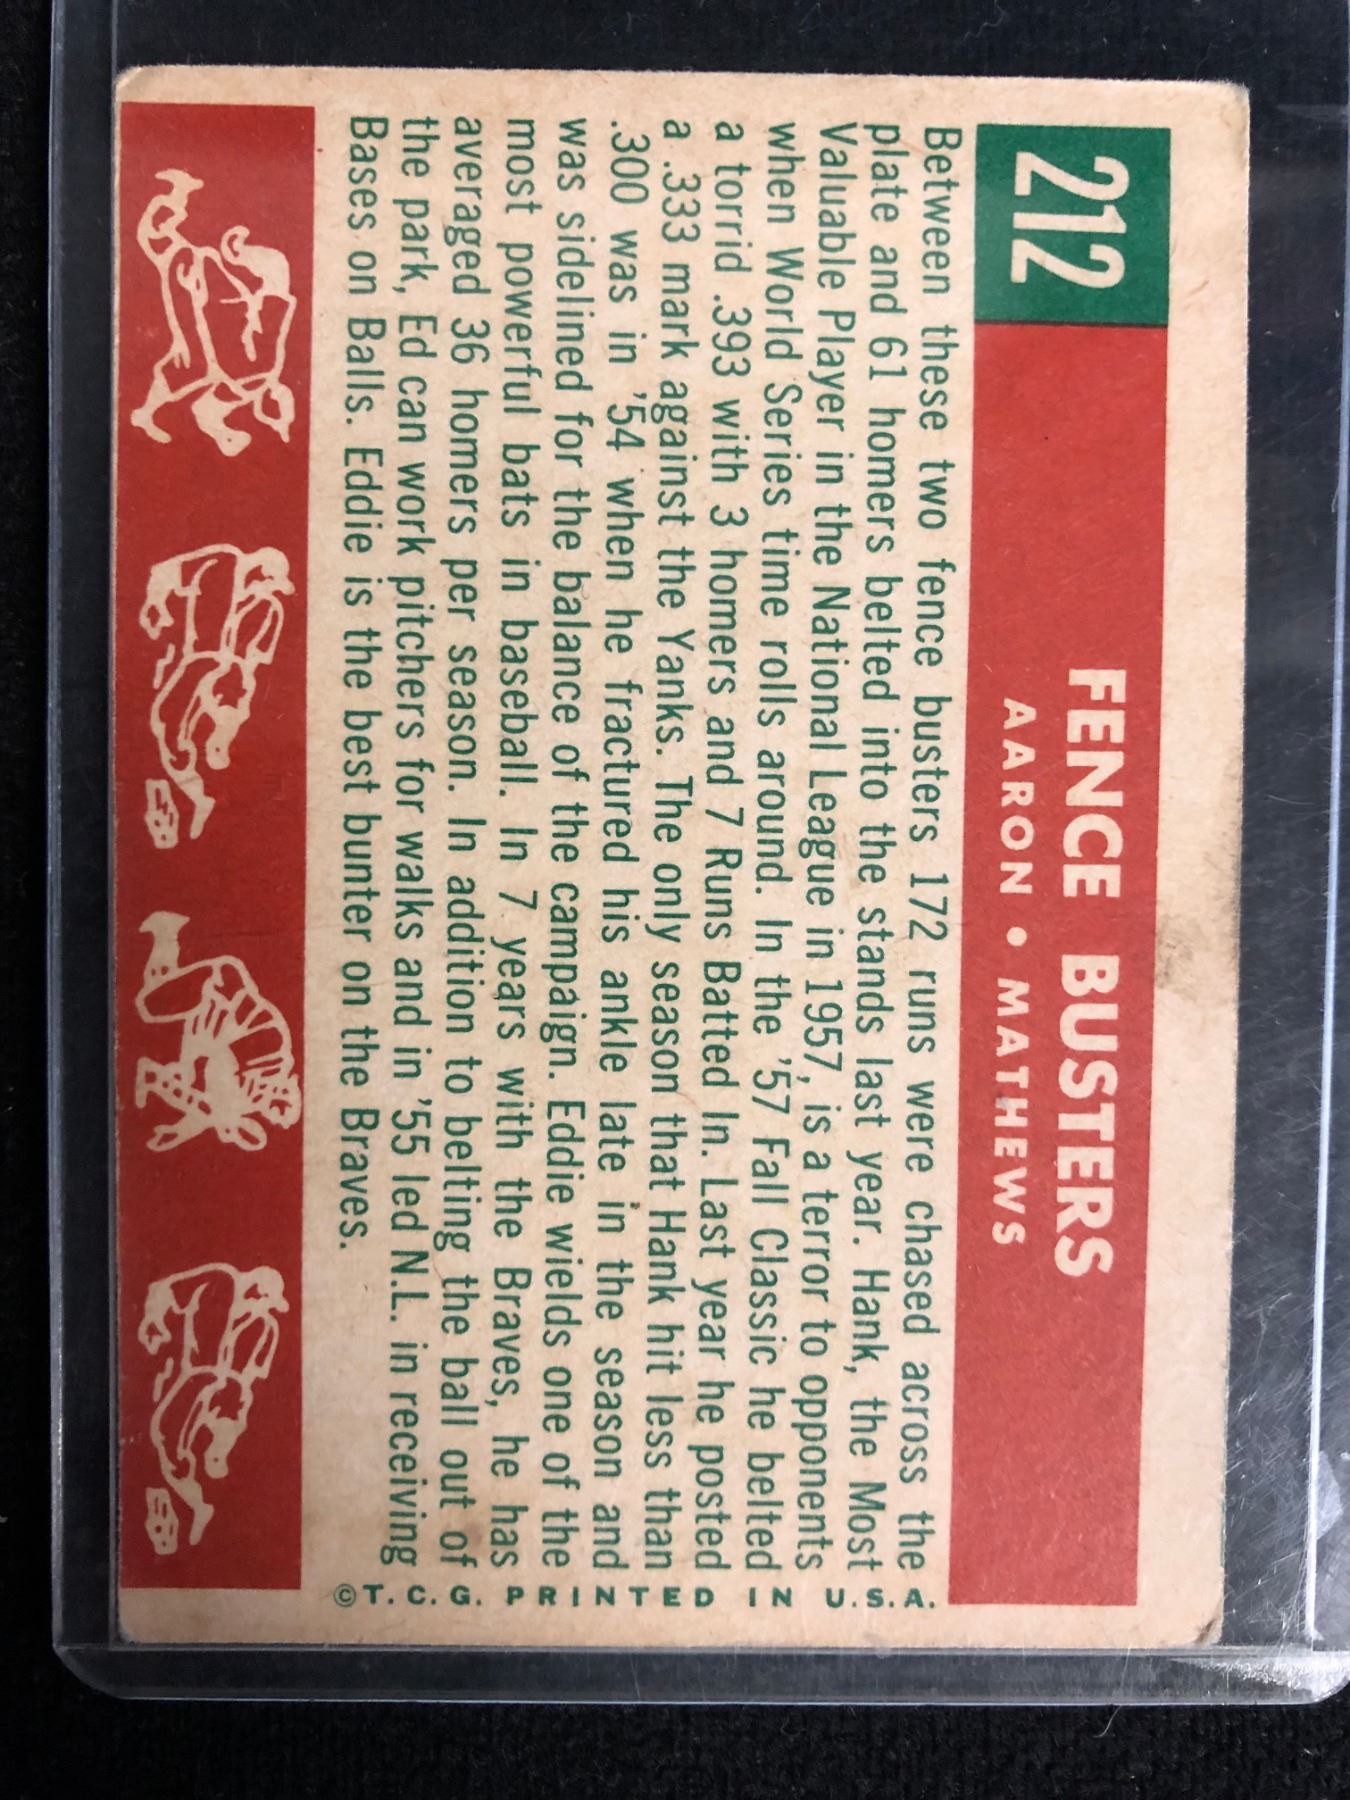 212
FENCE BUSTERS
AARON • MATHEWS
Between these two fence busters 172 runs were chased across the
plate and 61 homers belted into the stands last year. Hank, the Most
Valuable Player in the National League in 1957, is a terror to opponents
when World Series time rolls around. In the '57 Fall Classic he belted
a torrid .393 with 3 homers and 7 Runs Batted In. Last year he posted
a .333 mark against the Yanks. The only season that Hank hit less than
.300 was in '54 when he fractured his ankle late in the season and
was sidelined for the balance of the campaign. Eddie wields one of the
most powerful bats in baseball. In 7 years with the Braves, he has
averaged 36 homers per season. In addition to belting the ball out of
the park, Ed can work pitchers for walks and in '55 led N.L. in receiving
Bases on Balls. Eddie is the best bunter on the Braves.
© T. C. G. PRINTED IN U.S.A.